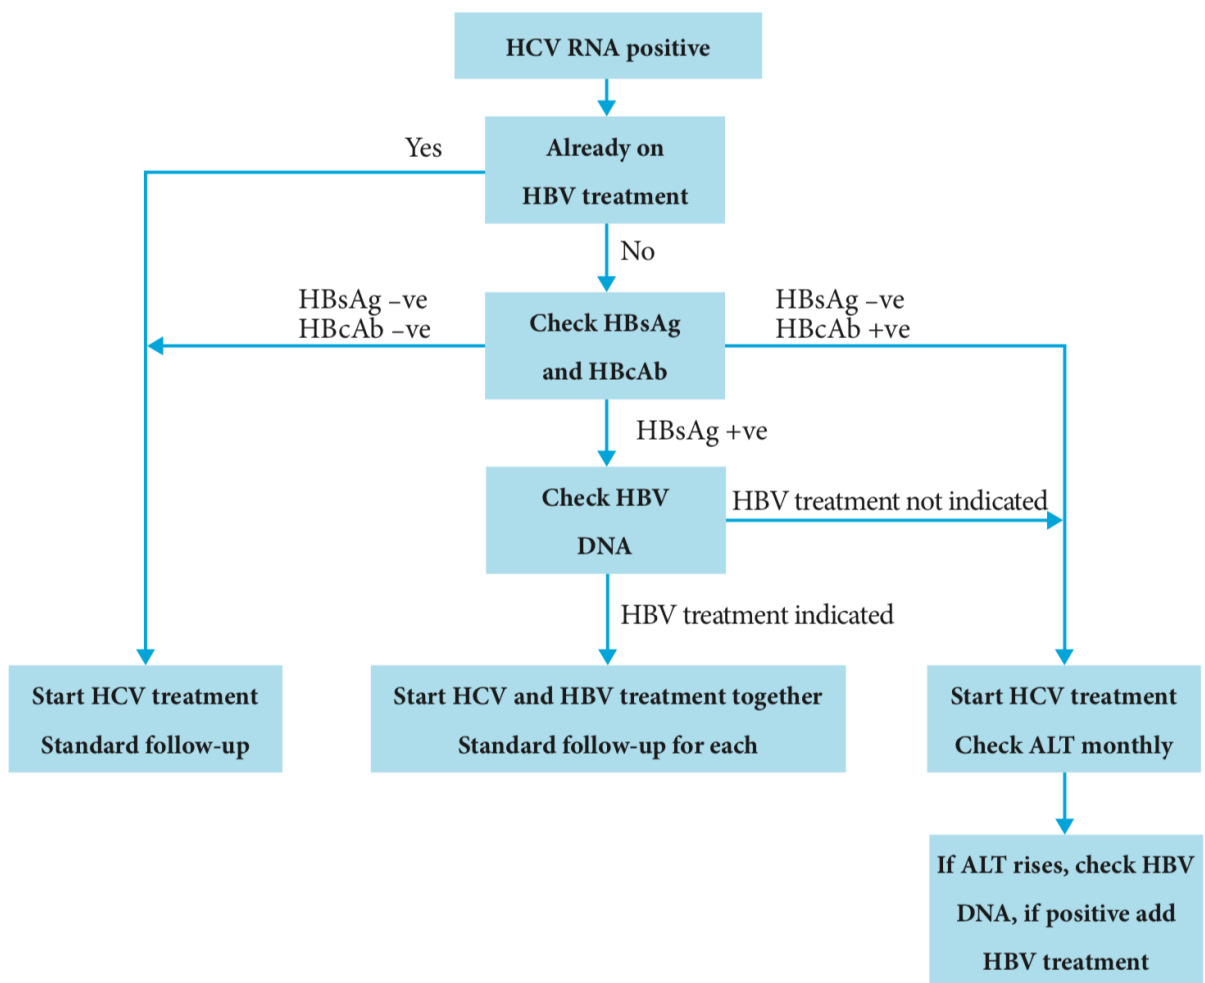 HCV RNA positive
Yes
Already on
HBV treatment
No
HBsAg –ve
HBcAb –ve
Check HBsAg
and HBcAb
HBsAg –ve
HBcAb +ve
HBsAg +ve
Check HBV
DNA
HBV treatment not indicated
HBV treatment indicated
Start HCV treatment
Standard follow-up
Start HCV and HBV treatment together
Standard follow-up for each
Start HCV treatment
Check ALT monthly
If ALT rises, check HBV
DNA, if positive add
HBV treatment